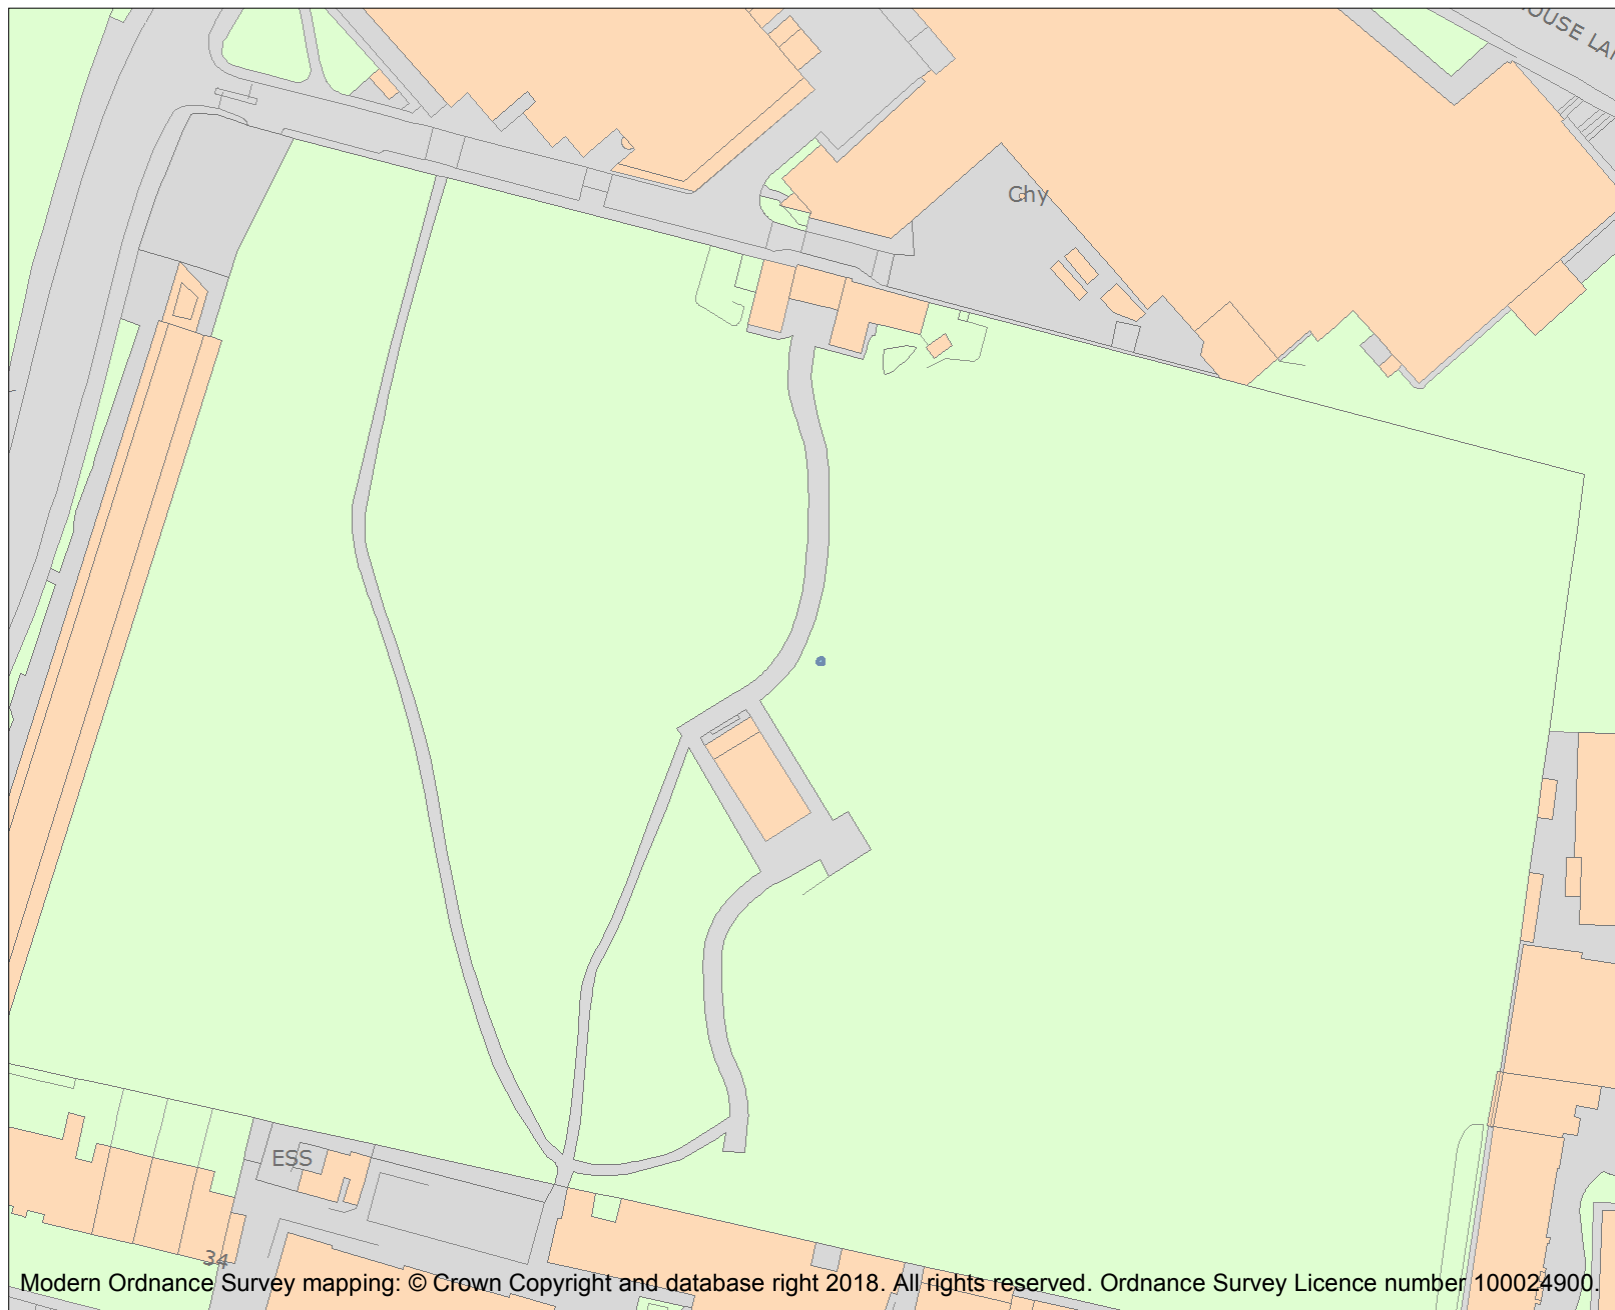 Chy
ESS
34
Modern Ordnance Survey mapping: © Crown Copyright and database right 2018. All rights reserved. Ordnance Survey Licence number 100024900.